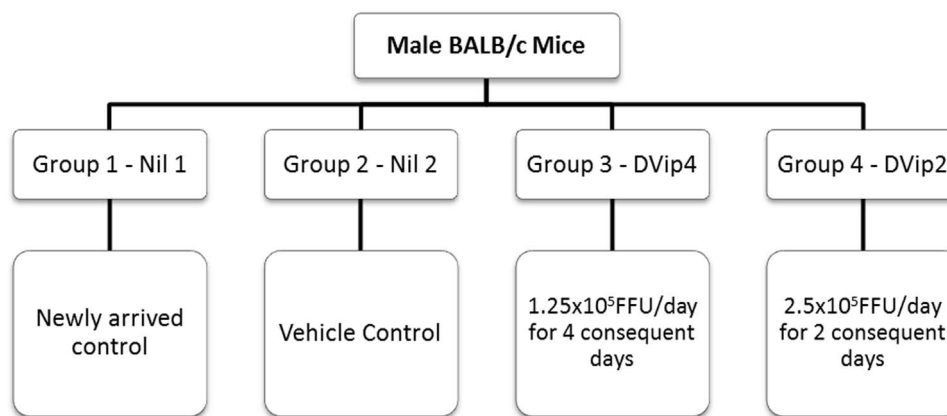 Male BALB/c Mice
Group 1 - Nil 1
Group 2 - Nil 2
Group 3 - DVip4
Group 4 - DVip2
Newly arrived
control
Vehicle Control
1.25x10⁵FFU/day
for 4 consequent
days
2.5x10⁵FFU/day
for 2 consequent
days